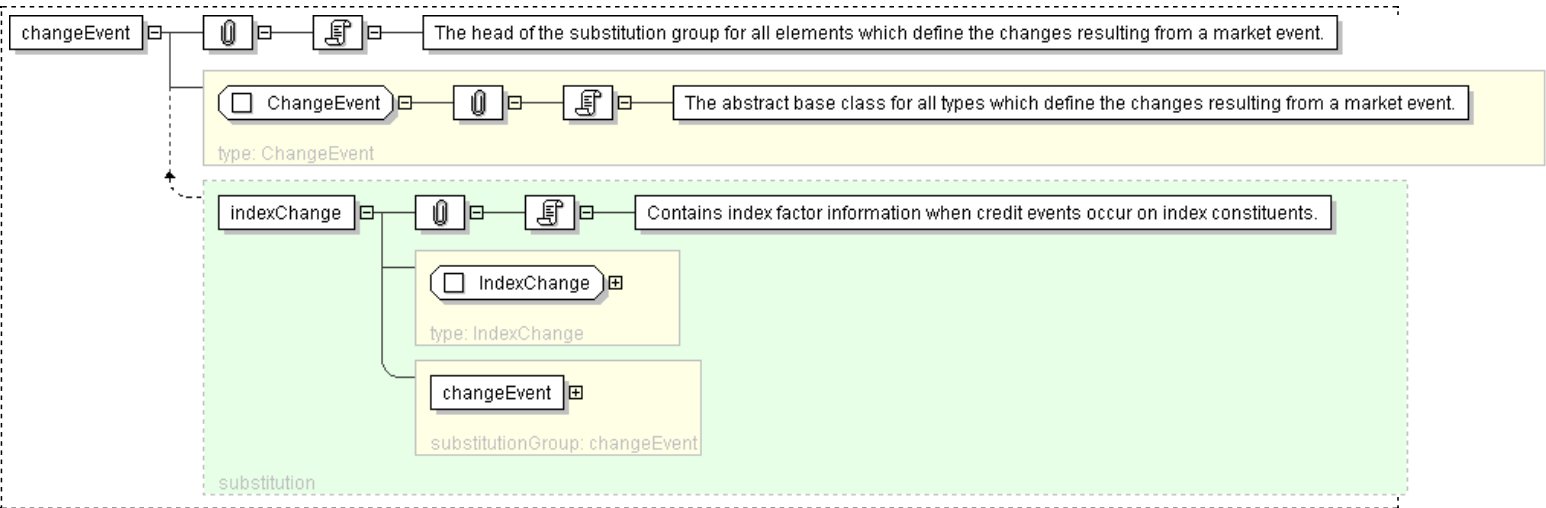 changeEvent
The head of the substitution group for all elements which define the changes resulting from a market event.
ChangeEvent
The abstract base class for all types which define the changes resulting from a market event.
type: ChangeEvent
indexChange
Contains index factor information when credit events occur on index constituents.
IndexChange
type: IndexChange
changeEvent
substitutionGroup: changeEvent
substitution